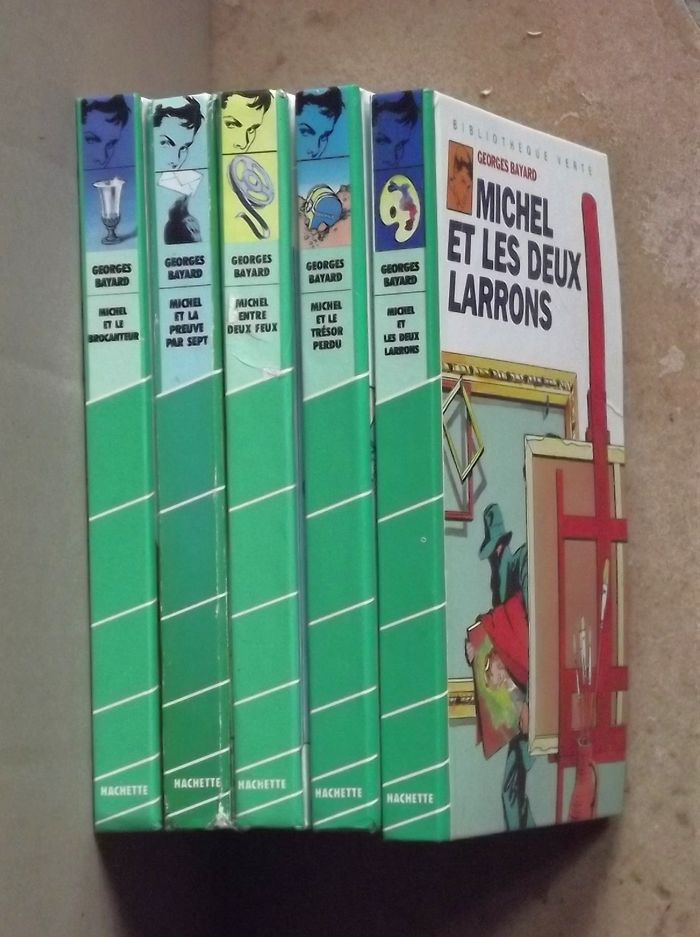 GEORGES
BAYARD
MICHEL
ET LE
BROCANTEUR
HACHETTE
GEORGES
BAYARD
MICHEL
ET LA
PREUVE
PAR SEPT
HACHETTE
GEORGES
BAYARD
MICHEL
ENTRE
DEUX FEUX
HACHETTE
GEORGES
BAYARD
MICHEL
ET LE
TRÉSOR
PERDU
HACHETTE
GEORGES
BAYARD
MICHEL
ET
LES DEUX
LARRONS
HACHETTE
BIBLIOTHÈQUE VERTE
GEORGES BAYARD
MICHEL
ET LES DEUX
LARRONS